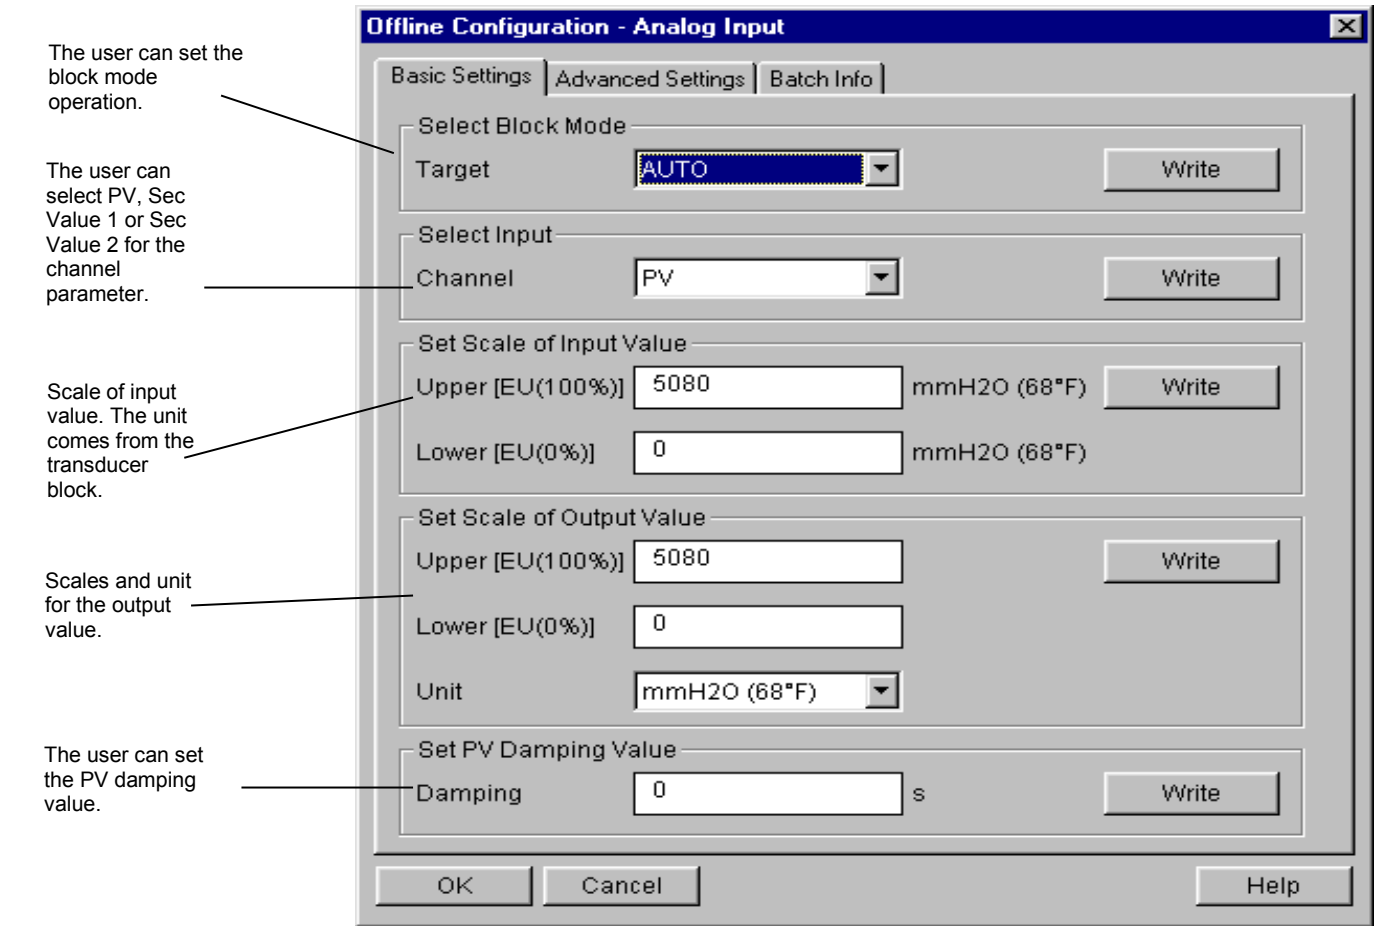 Offline Configuration - Analog Input
Basic Settings
Advanced Settings
Batch Info
The user can set the
block mode
operation.
Select Block Mode
Target
AUTO
Write
The user can
select PV, Sec
Value 1 or Sec
Value 2 for the
channel
parameter.
Select Input
Channel
PV
Write
Set Scale of Input Value
Upper [EU(100%)]
5080
mmH2O (68°F)
Write
Lower [EU(0%)]
0
mmH2O (68°F)
Scale of input
value. The unit
comes from the
transducer
block.
Set Scale of Output Value
Upper [EU(100%)]
5080
Write
Lower [EU(0%)]
0
Unit
mmH2O (68°F)
Scales and unit
for the output
value.
Set PV Damping Value
Damping
0
s
Write
The user can set
the PV damping
value.
OK
Cancel
Help